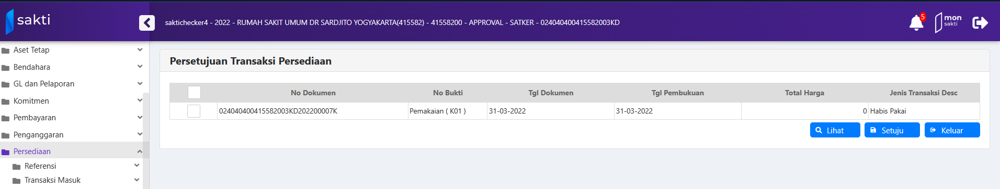 sakti
saktichecker4 - 2022 - RUMAH SAKIT UMUM DR SARDJITO YOGYAKARTA(415582) - 41558200 - APPROVAL - SATKER - 024040400415582003KD
5
mon
sakti
Aset Tetap
Bendahara
GL dan Pelaporan
Komitmen
Pembayaran
Penganggaran
Persediaan
Referensi
Transaksi Masuk
Persetujuan Transaksi Persediaan
No Dokumen No Bukti Tgl Dokumen Tgl Pembukuan Total Harga Jenis Transaksi Desc
024040400415582003KD202200007K Pemakaian ( K01 ) 31-03-2022 31-03-2022 0 Habis Pakai
Lihat Setuju Keluar